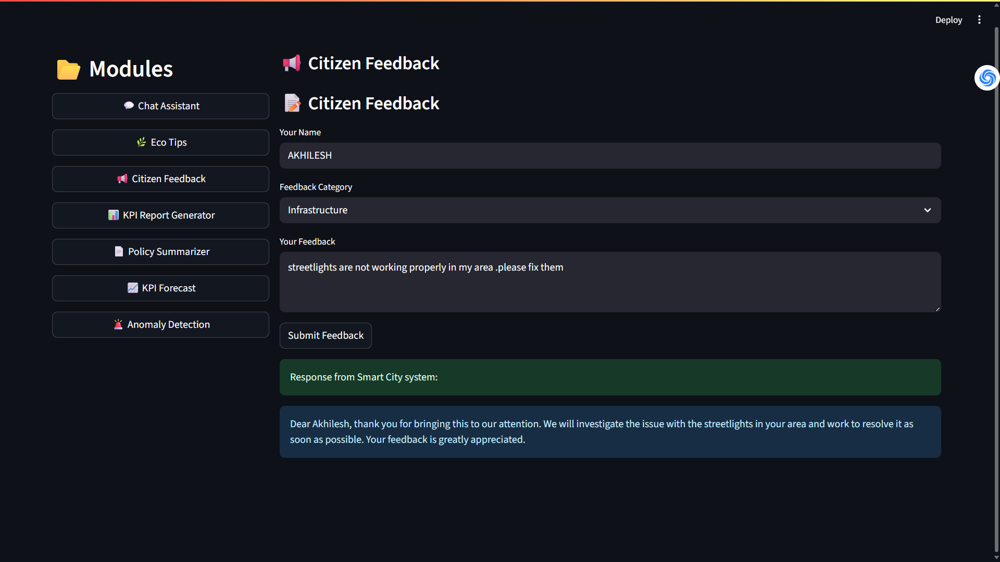 Deploy
Modules
Chat Assistant
Eco Tips
Citizen Feedback
KPI Report Generator
Policy Summarizer
KPI Forecast
Anomaly Detection
Citizen Feedback
Citizen Feedback
Your Name
AKHILESH
Feedback Category
Infrastructure
Your Feedback
streetlights are not working properly in my area .please fix them
Submit Feedback
Response from Smart City system:
Dear Akhilesh, thank you for bringing this to our attention. We will investigate the issue with the streetlights in your area and work to resolve it as
soon as possible. Your feedback is greatly appreciated.